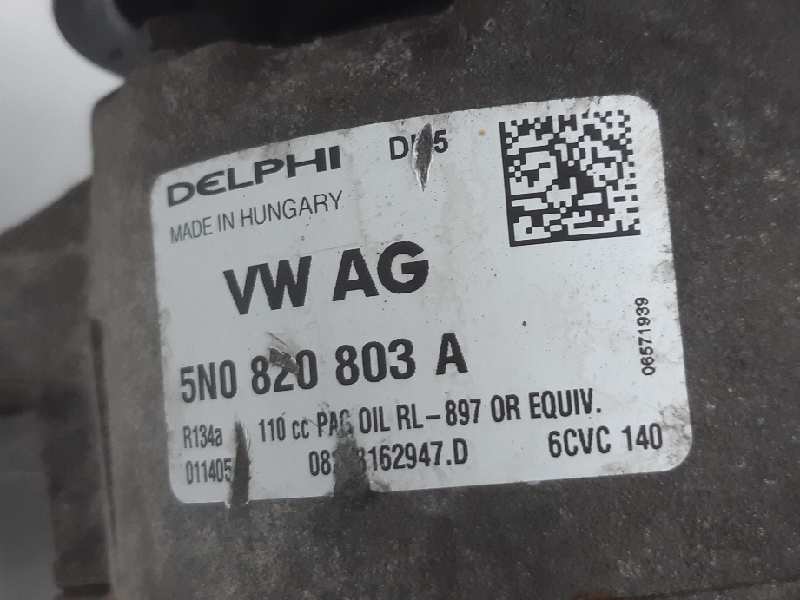 DELPHI
MADE IN HUNGARY
VW AG
5N0 820 803 A
R134a 110 cc PAG OIL RL-897 OR EQUIV.
6CVC 140
06571939